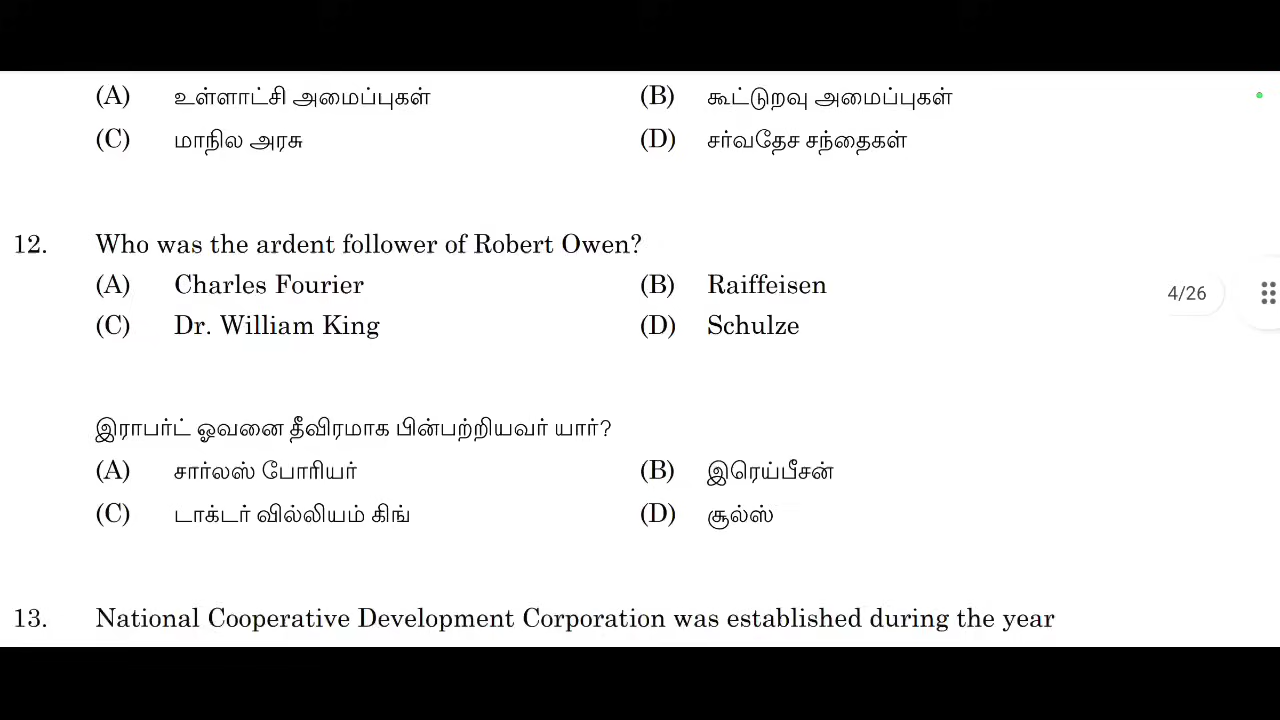 (A) உள்ளாட்சி அமைப்புகள் (B) கூட்டுறவு அமைப்புகள்
(C) மாநில அரசு (D) சர்வதேச சந்தைகள்
12. Who was the ardent follower of Robert Owen?
(A) Charles Fourier (B) Raiffeisen
4/26
(C) Dr. William King (D) Schulze
இராபர்ட் ஓவனை தீவிரமாக பின்பற்றியவர் யார்?
(A) சார்லஸ் போரியர் (B) இரெய்பீசன்
(C) டாக்டர் வில்லியம் கிங் (D) சூல்ஸ்
13. National Cooperative Development Corporation was established during the year